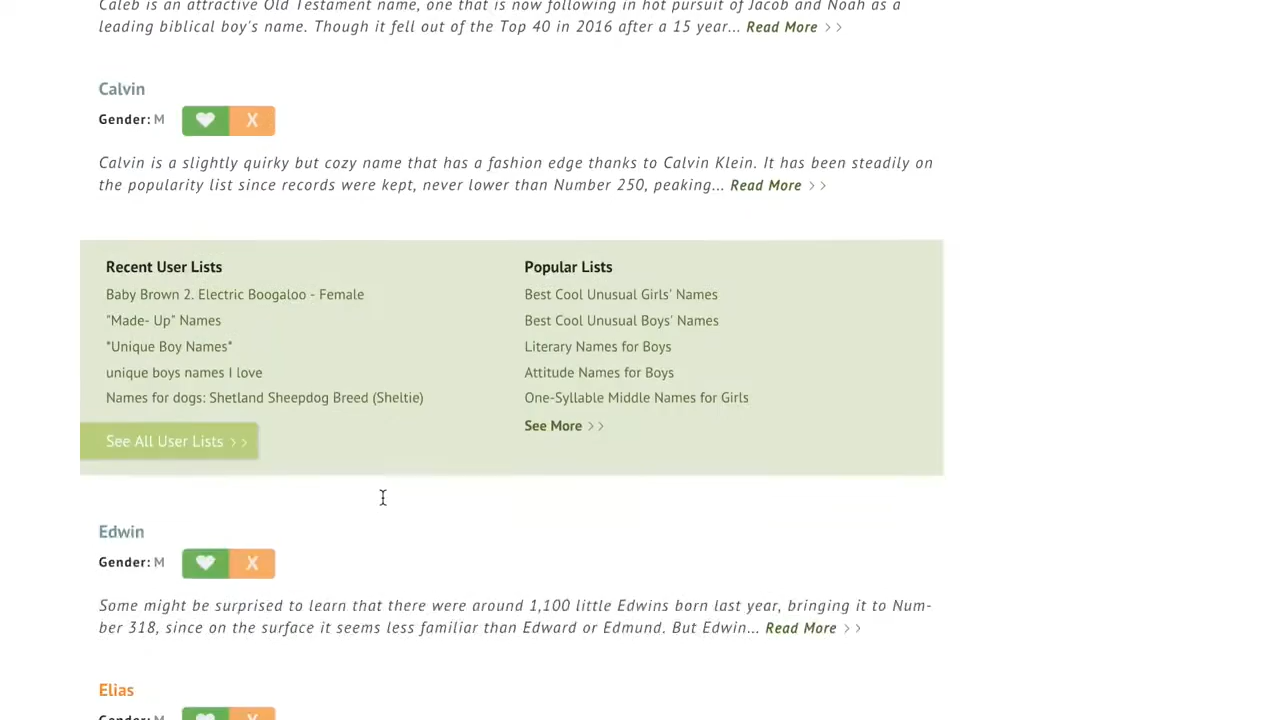 Caleb is an attractive Old Testament name, one that is now following in hot pursuit of Jacob and Noah as a
leading biblical boy's name. Though it fell out of the Top 40 in 2016 after a 15 year... Read More >>
Calvin
Gender: M X
Calvin is a slightly quirky but cozy name that has a fashion edge thanks to Calvin Klein. It has been steadily on
the popularity list since records were kept, never lower than Number 250, peaking... Read More >>
Recent User Lists
Baby Brown 2. Electric Boogaloo - Female
"Made- Up" Names
*Unique Boy Names*
unique boys names I love
Names for dogs: Shetland Sheepdog Breed (Sheltie)
See All User Lists >>
Popular Lists
Best Cool Unusual Girls' Names
Best Cool Unusual Boys' Names
Literary Names for Boys
Attitude Names for Boys
One-Syllable Middle Names for Girls
See More >>
Edwin
Gender: M X
Some might be surprised to learn that there were around 1,100 little Edwins born last year, bringing it to Num-
ber 318, since on the surface it seems less familiar than Edward or Edmund. But Edwin... Read More >>
Elias
Gender: M X